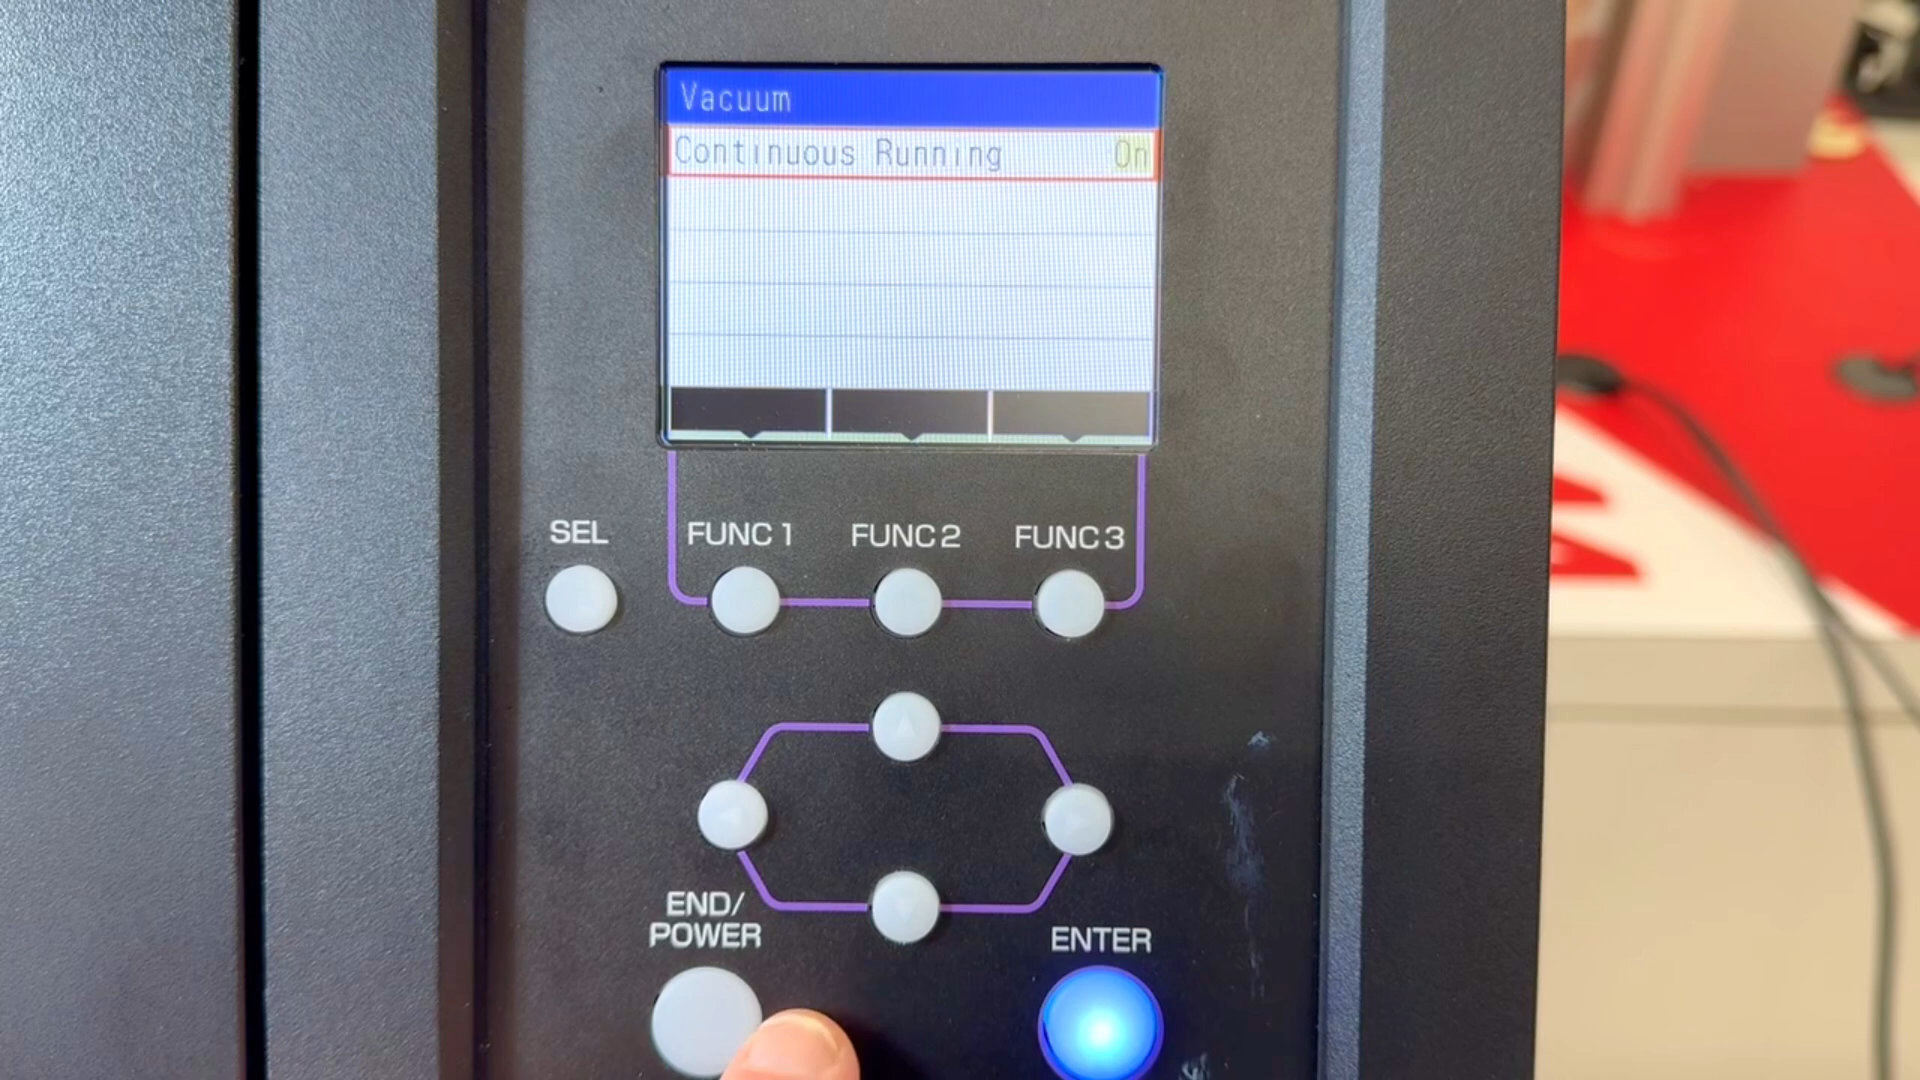 Vacuum
Continuous Running On
SEL
FUNC 1
FUNC 2
FUNC 3
END/
POWER
ENTER